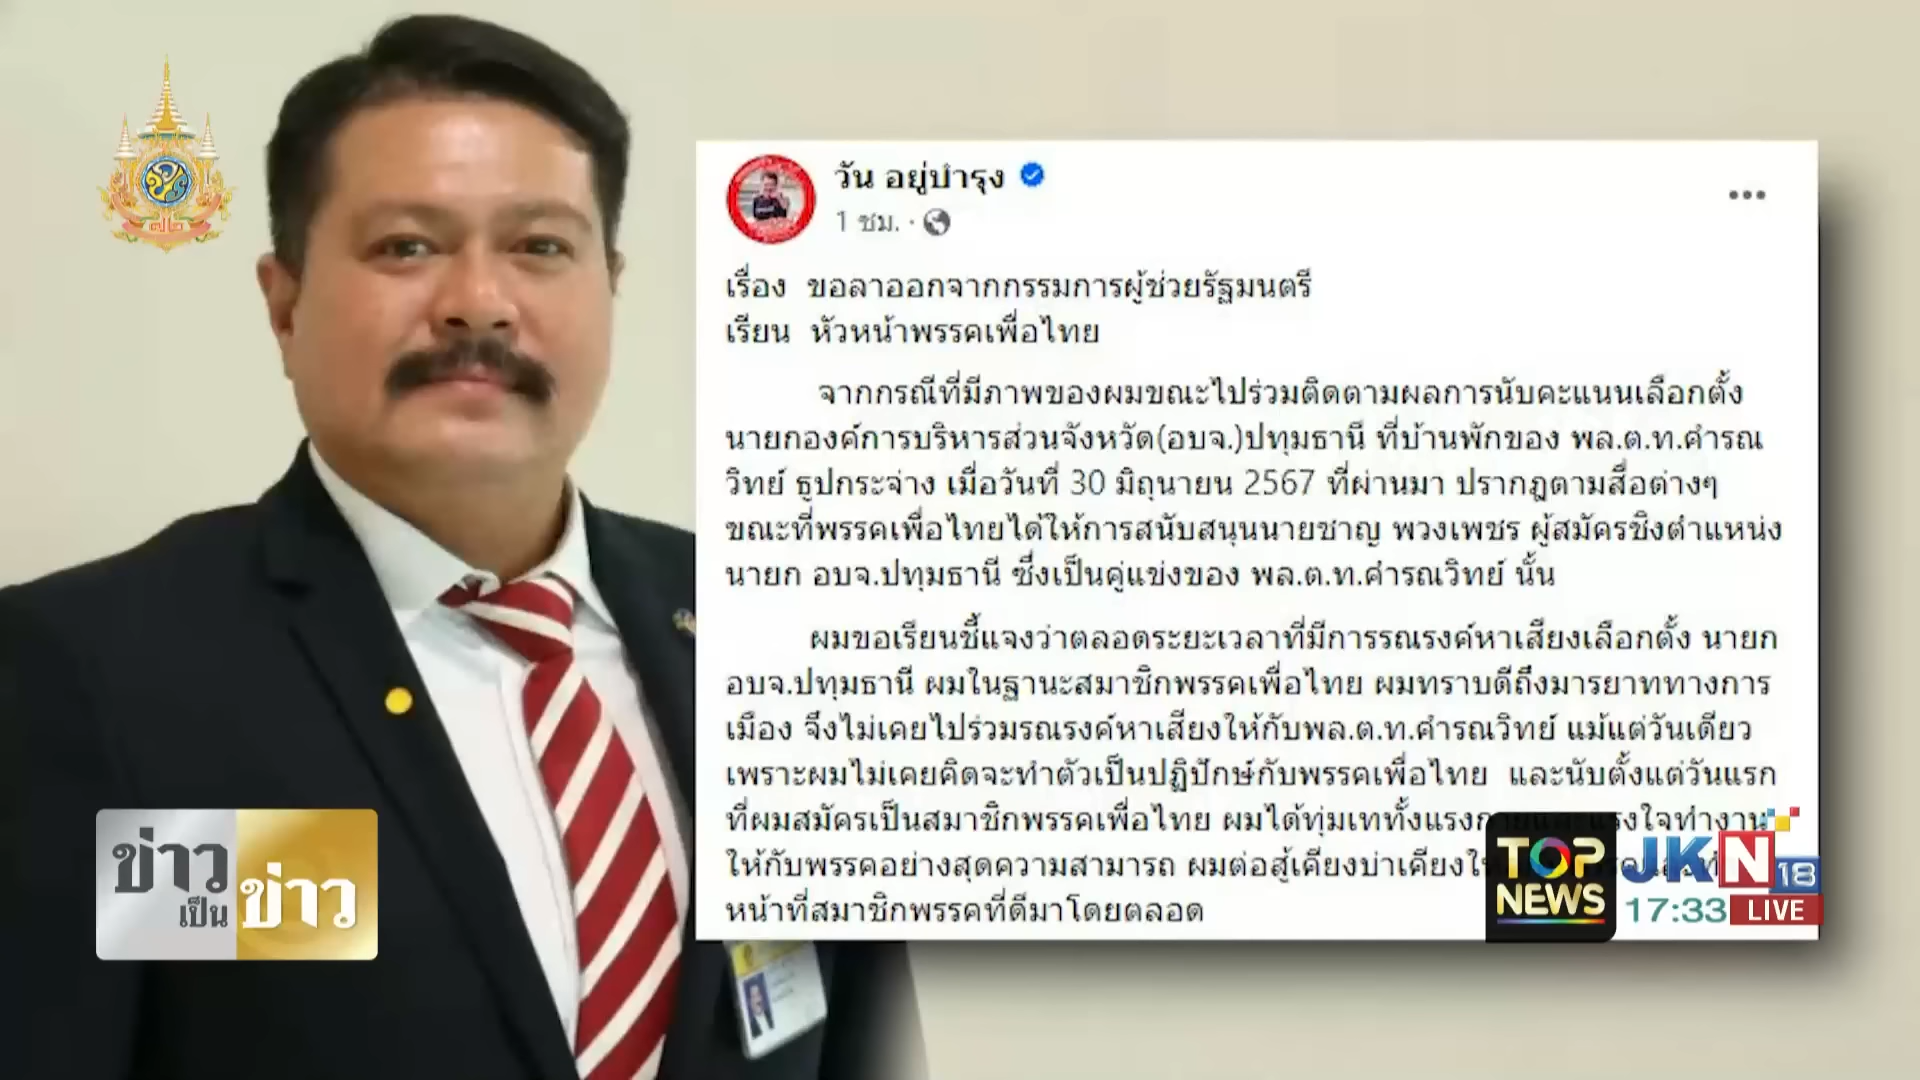 วัน อยู่บำรุง
1 ชม. ·
เรื่อง ขอลาออกจากกรรมการผู้ช่วยรัฐมนตรี
เรียน หัวหน้าพรรคเพื่อไทย
จากกรณีที่มีภาพของผมขณะไปร่วมติดตามผลการนับคะแนนเลือกตั้ง
นายกองค์การบริหารส่วนจังหวัด(อบจ.)ปทุมธานี ที่บ้านพักของ พล.ต.ท.คำรณ
วิทย์ ธูปกระจ่าง เมื่อวันที่ 30 มิถุนายน 2567 ที่ผ่านมา ปรากฏตามสื่อต่างๆ
ขณะที่พรรคเพื่อไทยได้ให้การสนับสนุนนายชาญ พวงเพชร ผู้สมัครชิงตำแหน่ง
นายก อบจ.ปทุมธานี ซึ่งเป็นคู่แข่งของ พล.ต.ท.คำรณวิทย์ นั้น
ผมขอเรียนชี้แจงว่าตลอดระยะเวลาที่มีการรณรงค์หาเสียงเลือกตั้ง นายก
อบจ.ปทุมธานี ผมในฐานะสมาชิกพรรคเพื่อไทย ผมทราบดีถึงมารยาททางการ
เมือง จึงไม่เคยไปร่วมรณรงค์หาเสียงให้กับพล.ต.ท.คำรณวิทย์ แม้แต่วันเดียว
เพราะผมไม่เคยคิดจะทำตัวเป็นปฏิปักษ์กับพรรคเพื่อไทย และนับตั้งแต่วันแรก
ที่ผมสมัครเป็นสมาชิกพรรคเพื่อไทย ผมได้ทุ่มเททั้งแรงกายและแรงใจทำงาน
ให้กับพรรคอย่างสุดความสามารถ ผมต่อสู้เคียงบ่าเคียง
หน้าที่สมาชิกพรรคที่ดีมาโดยตลอด
ข่าว
เป็น ข่าว
TOP NEWS
JKN 18
17:33 LIVE